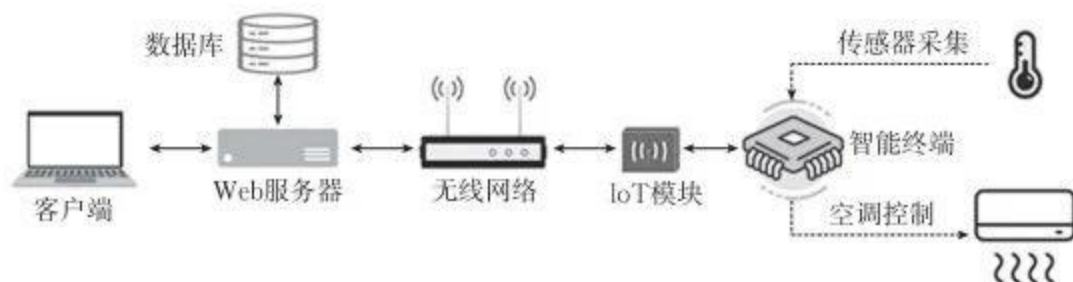 数据库
传感器采集
智能终端
客户端
Web服务器
无线网络
IoT模块
空调控制